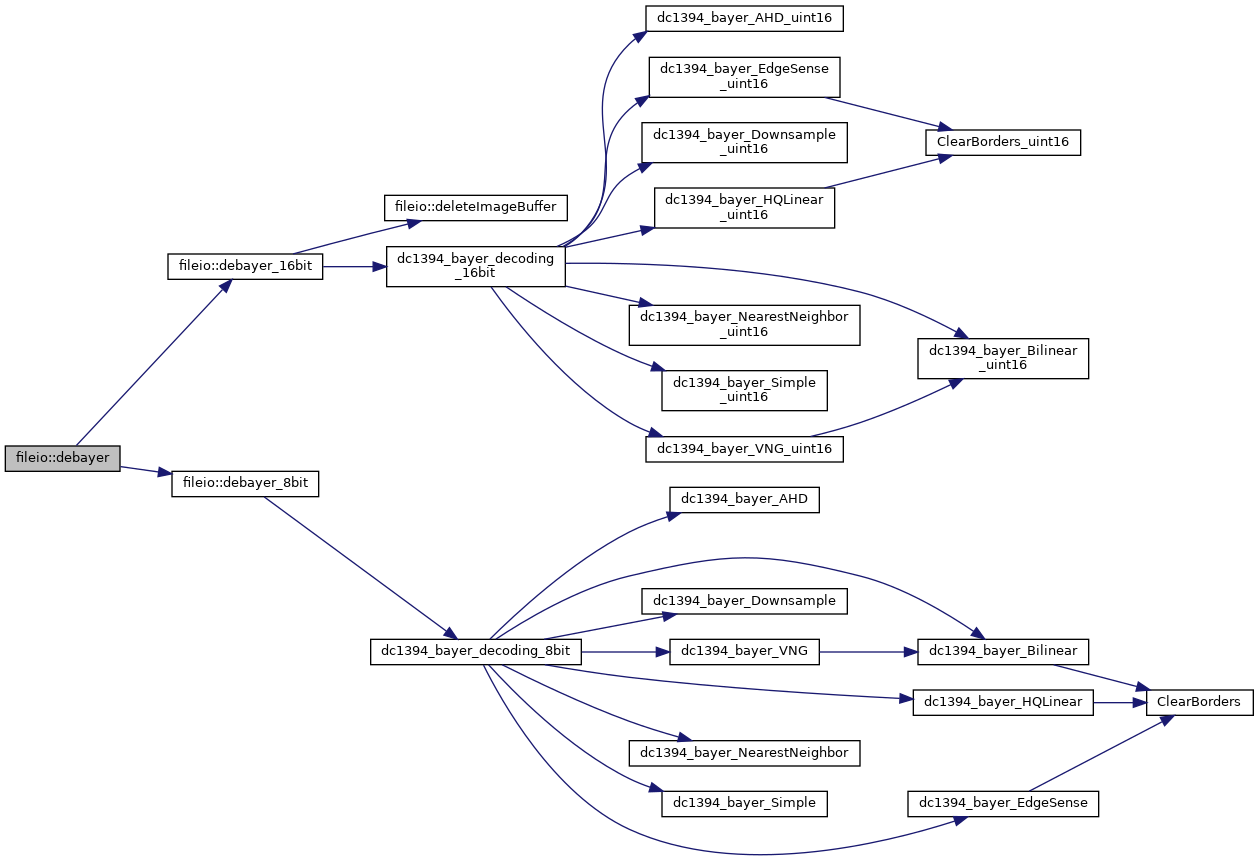 dc1394_bayer_AHD_uint16
dc1394_bayer_EdgeSense
_uint16
dc1394_bayer_Downsample
_uint16
ClearBorders_uint16
dc1394_bayer_HQLinear
_uint16
fileio::deleteImageBuffer
fileio::debayer_16bit
dc1394_bayer_decoding
_16bit
dc1394_bayer_NearestNeighbor
_uint16
dc1394_bayer_Bilinear
_uint16
dc1394_bayer_Simple
_uint16
dc1394_bayer_VNG_uint16
fileio::debayer
fileio::debayer_8bit
dc1394_bayer_AHD
dc1394_bayer_Downsample
dc1394_bayer_decoding_8bit
dc1394_bayer_VNG
dc1394_bayer_Bilinear
dc1394_bayer_HQLinear
ClearBorders
dc1394_bayer_NearestNeighbor
dc1394_bayer_Simple
dc1394_bayer_EdgeSense